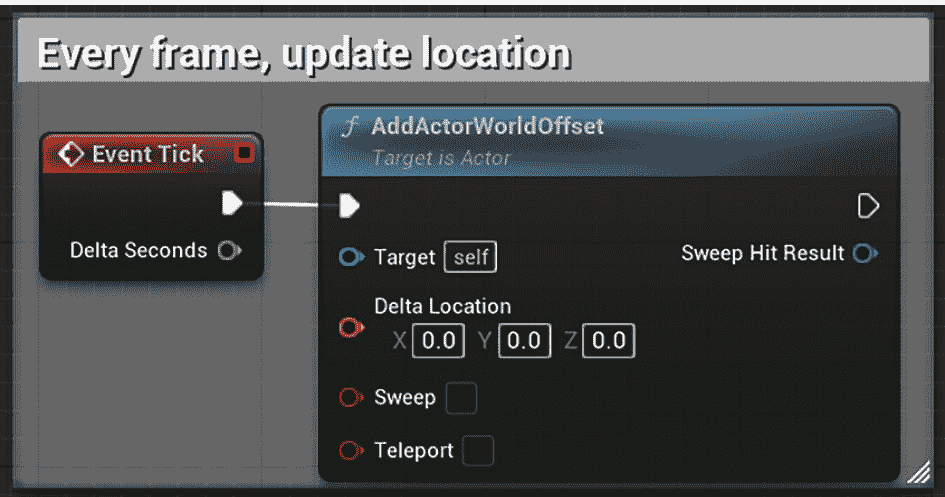 Every frame, update location
Event Tick
Delta Seconds
f AddActorWorldOffset
Target is Actor
Target self
Sweep Hit Result
Delta Location
X 0.0 Y 0.0 Z 0.0
Sweep
Teleport